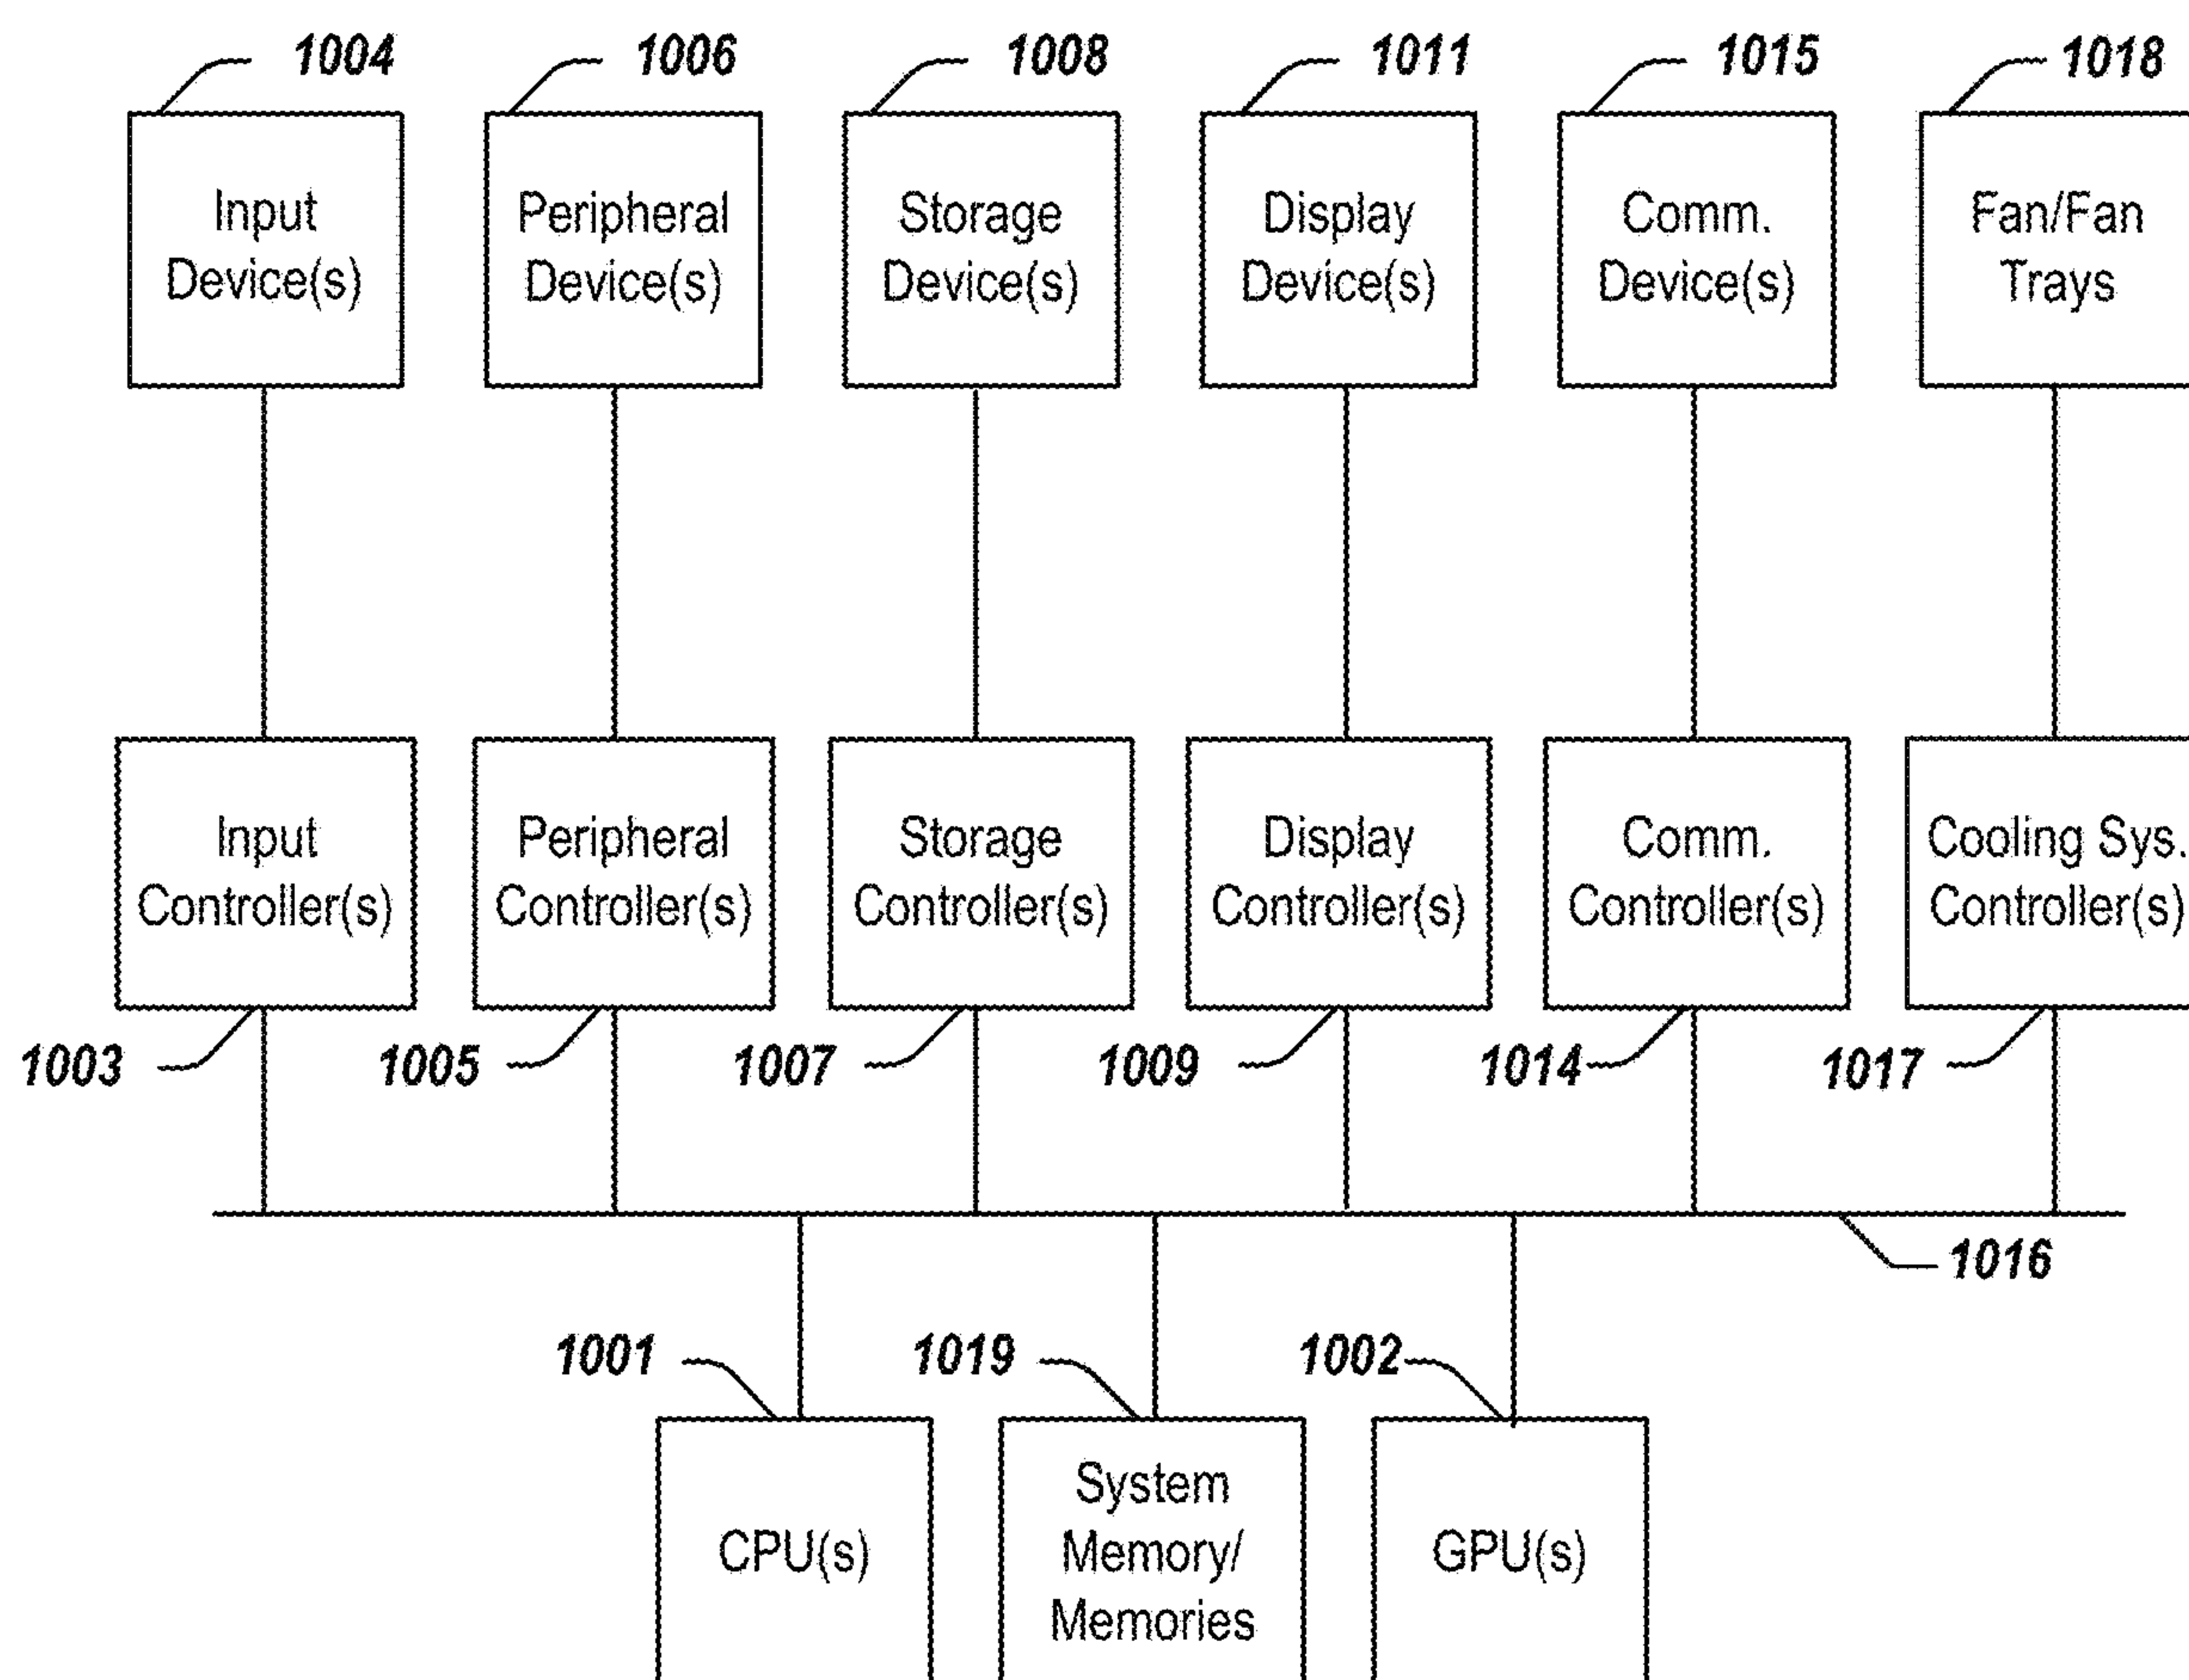 1004 1006 1008 1011 1015 1018
Input Peripheral Storage Display Comm. Fan/Fan
Device(s) Device(s) Device(s) Device(s) Device(s) Trays
Input Peripheral Storage Display Comm. Cooling Sys.
Controller(s) Controller(s) Controller(s) Controller(s) Controller(s) Controller(s)
1003 1005 1007 1009 1014 1017
1016
1001 1019 1002
System
CPU(s) Memory/ GPU(s)
Memories